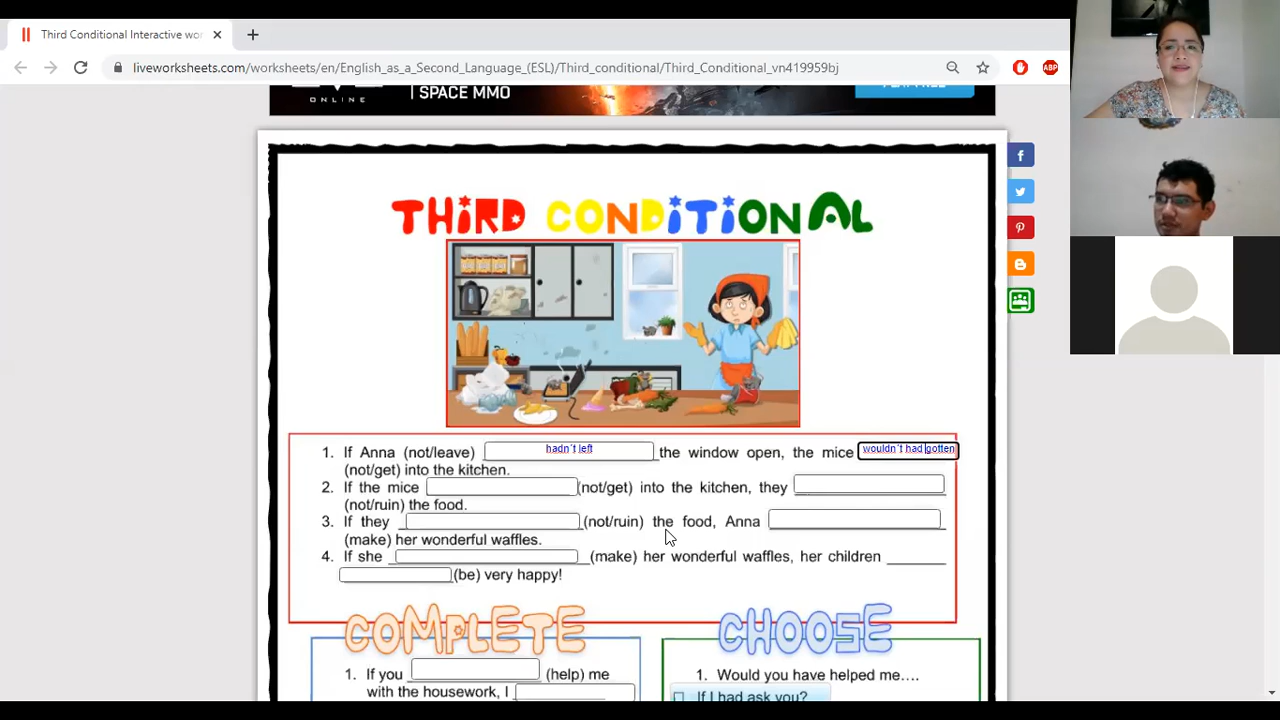 Third Conditional Interactive wor
liveworksheets.com/worksheets/en/English_as_a_Second_Language_(ESL)/Third_conditional/Third_Conditional_vn419959bj
ABP
ONLINE
SPACE MMO
THIRD CONDITIONAL
1. If Anna (not/leave) hadn´t left the window open, the mice wouldn´t had gotten
(not/get) into the kitchen.
2. If the mice (not/get) into the kitchen, they
(not/ruin) the food.
3. If they (not/ruin) the food, Anna
(make) her wonderful waffles.
4. If she (make) her wonderful waffles, her children
(be) very happy!
COMPLETE
CHOOSE
1. If you (help) me
with the housework, I
1. Would you have helped me….
If I had ask you?